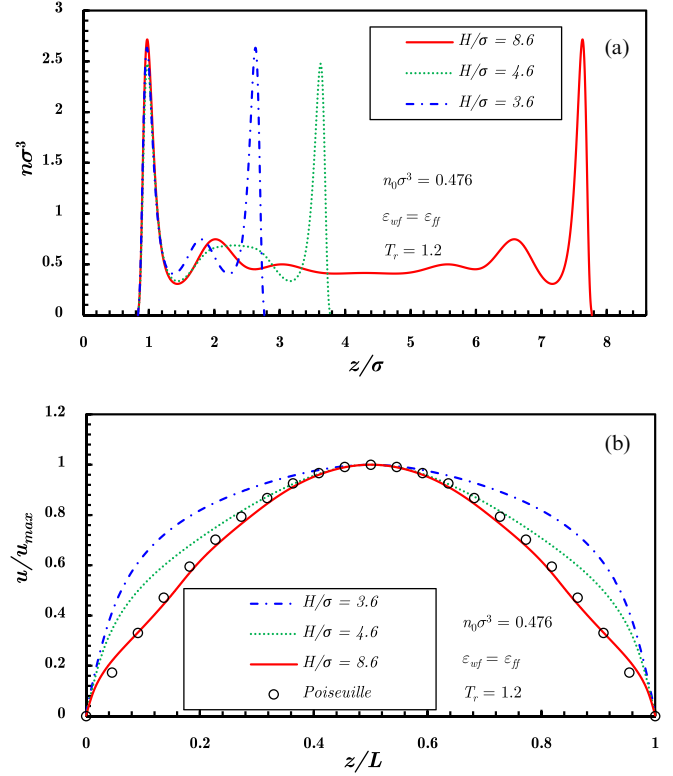 3
2.5
2
1.5
1
0.5
0
nσ³
H/σ = 8.6
H/σ = 4.6
H/σ = 3.6
(a)
n₀σ³ = 0.476
ε_wf = ε_ff
T_r = 1.2
0 1 2 3 4 5 6 7 8
z/σ
1.2
1
0.8
0.6
0.4
0.2
0
u/u_max
(b)
H/σ = 3.6
H/σ = 4.6
H/σ = 8.6
Poiseuille
n₀σ³ = 0.476
ε_wf = ε_ff
T_r = 1.2
0 0.2 0.4 0.6 0.8 1
z/L